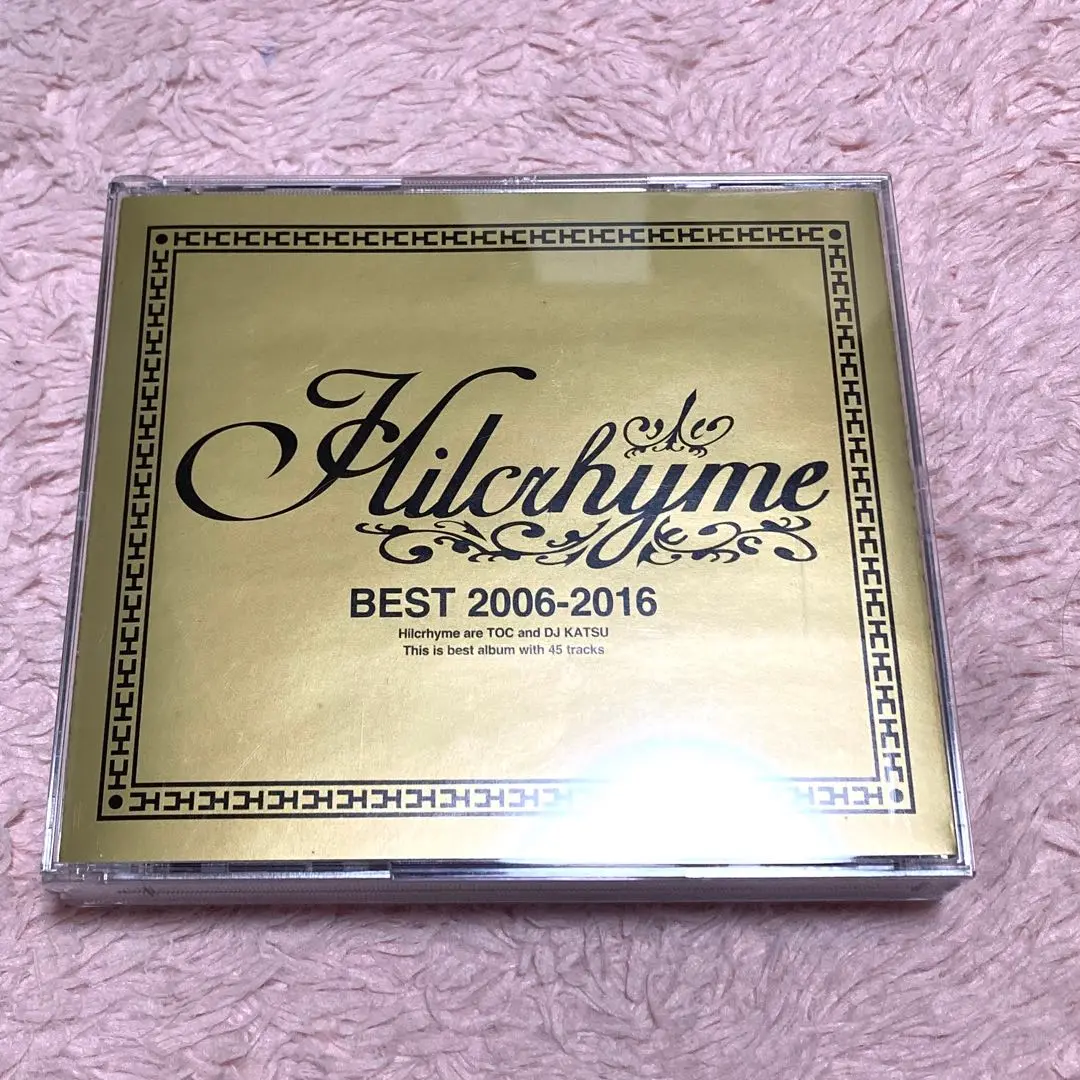 Hilcrhyme
BEST 2006-2016
Hilcrhyme are TOC and DJ KATSU
This is best album with 45 tracks